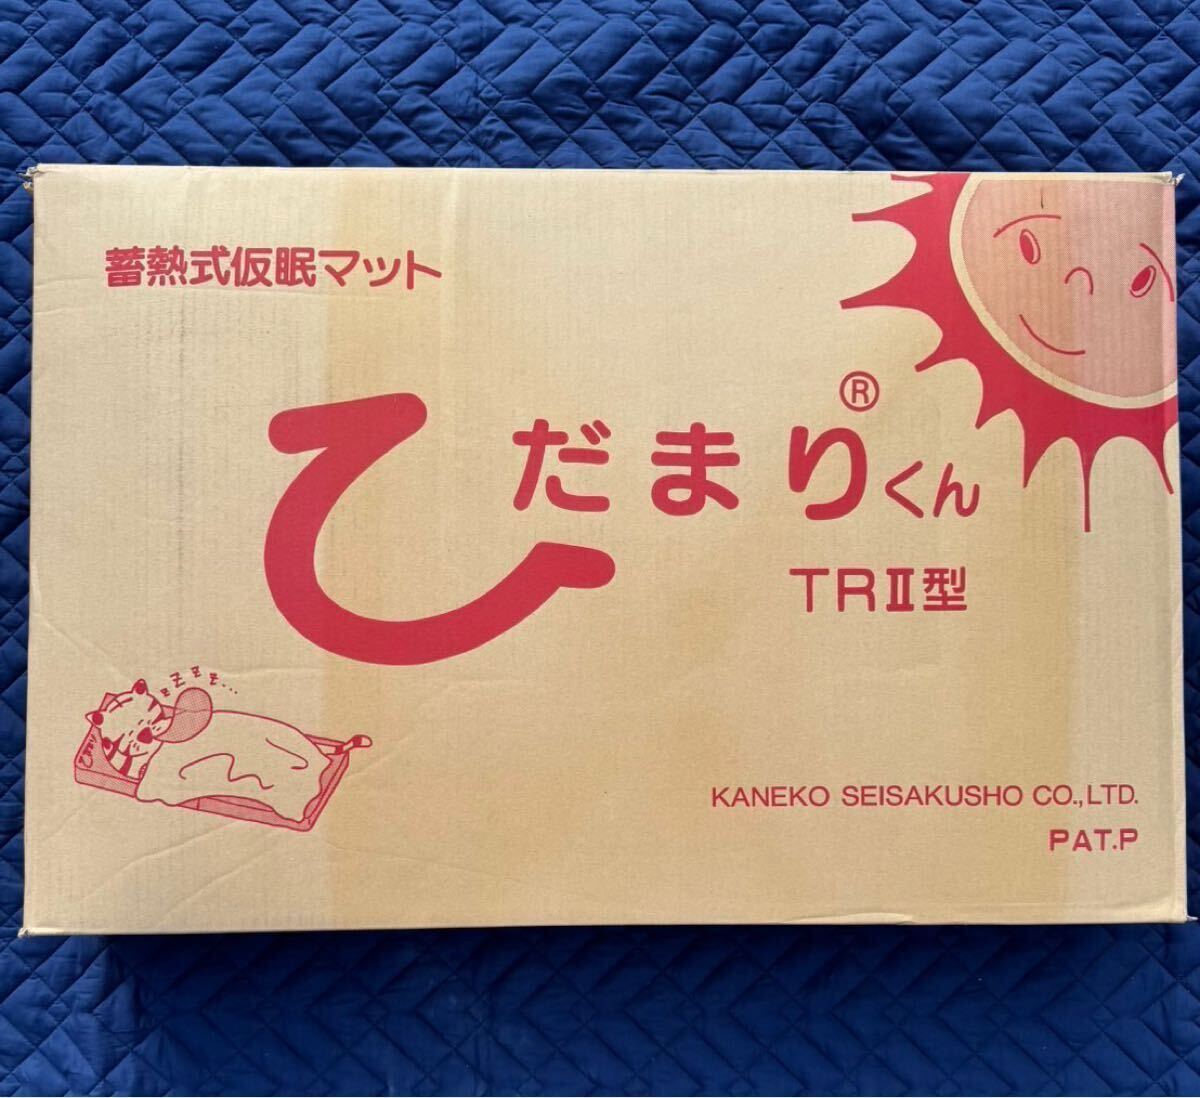 蓄熱式仮眠マット
ひだまりくん®
TRⅡ型
zZzz...
KANEKO SEISAKUSHO CO.,LTD.
PAT.P